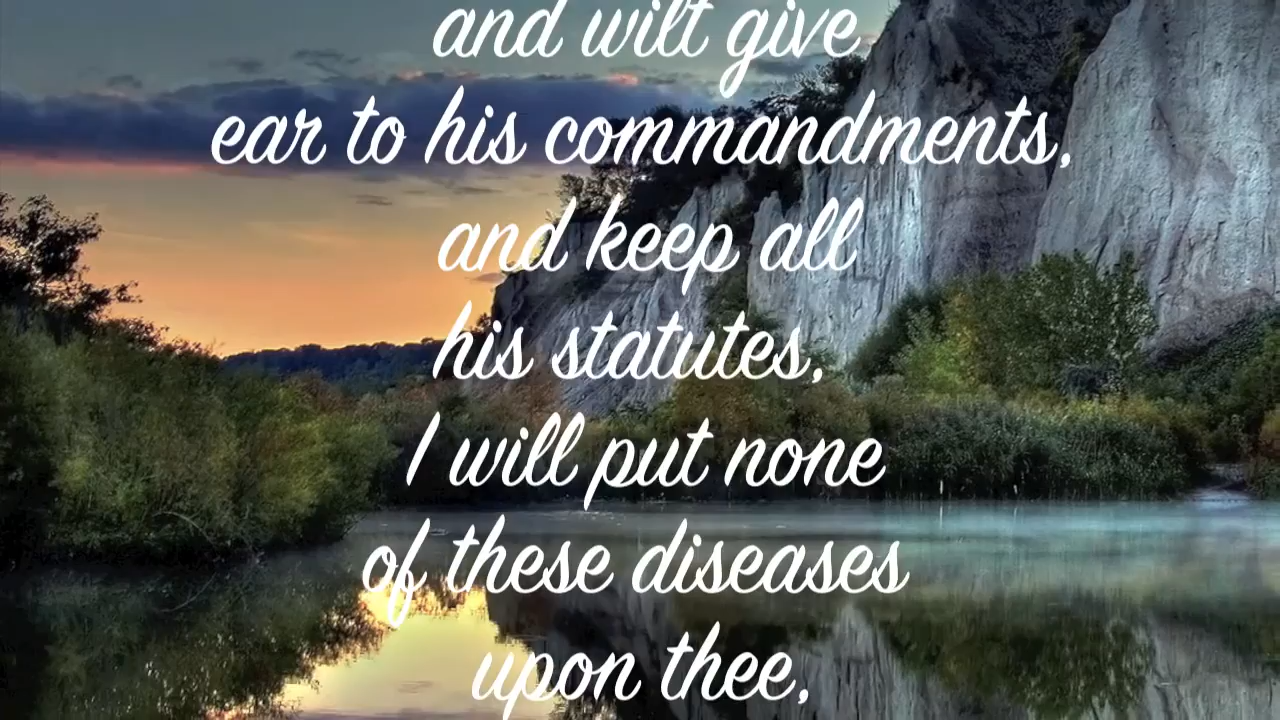 and wilt give
ear to his commandments,
and keep all
his statutes,
I will put none
of these diseases
upon thee,